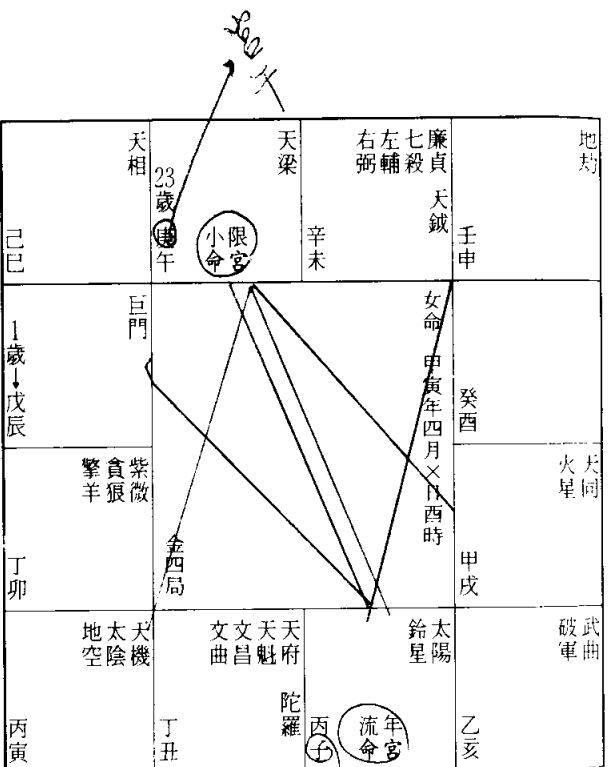 天相
己巳
天梁
23歲
庚午
小限
命宮
廉貞
七殺
左輔
右弼
天鉞
辛未
地刼
壬申
巨門
1歲→戊辰
女命 甲寅年四月×日酉時
金四局
癸酉
紫微
貪狼
擎羊
丁卯
天同
火星
甲戌
天機
太陰
地空
丙寅
天府
天魁
文昌
文曲
陀羅
丁丑
太陽
鈴星
丙子
流年
命宮
武曲
破軍
乙亥